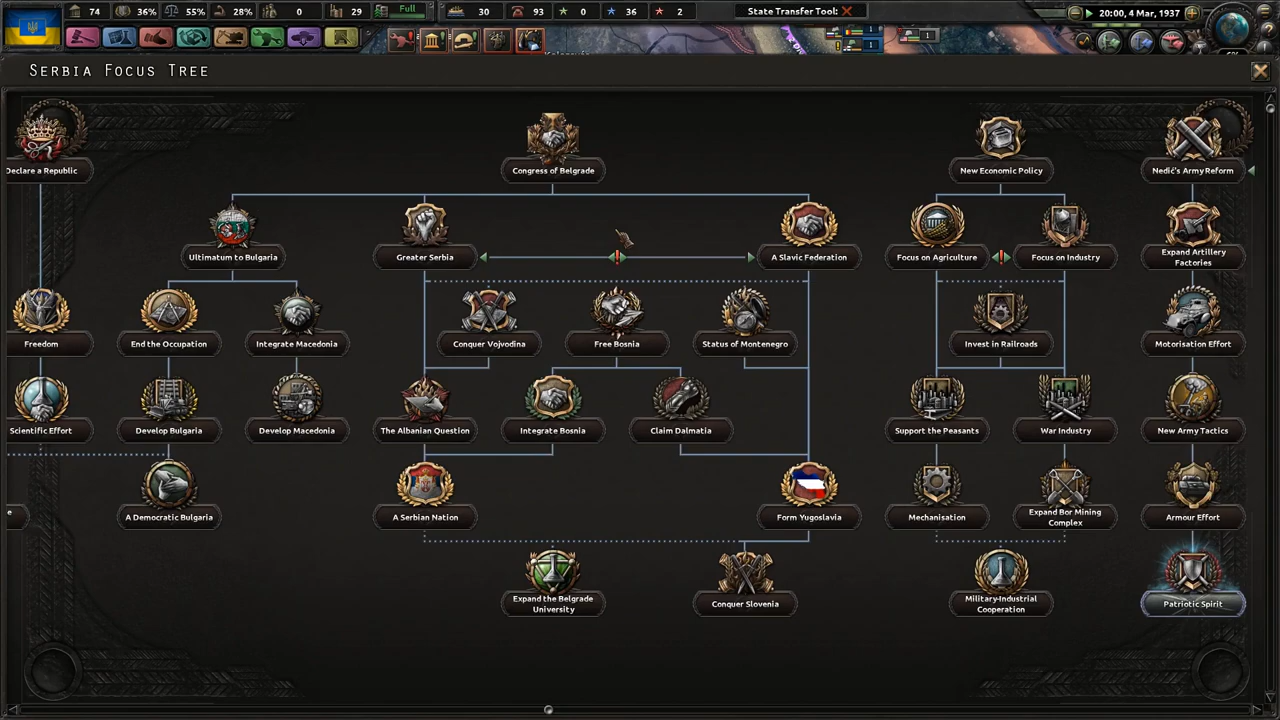 74 36% 55% 28% 0 29 Full 30 93 0 36 2 State Transfer Tool: 20:00, 4 Mar, 1937
1
1
1
SERBIA FOCUS TREE
Declare a Republic
Congress of Belgrade
New Economic Policy
Nedić's Army Reform
Ultimatum to Bulgaria
Greater Serbia
A Slavic Federation
Focus on Agriculture
Focus on Industry
Expand Artillery
Factories
Freedom
End the Occupation
Integrate Macedonia
Conquer Vojvodina
Free Bosnia
Status of Montenegro
Invest in Railroads
Motorisation Effort
Scientific Effort
Develop Bulgaria
Develop Macedonia
The Albanian Question
Integrate Bosnia
Claim Dalmatia
Support the Peasants
War Industry
New Army Tactics
A Democratic Bulgaria
A Serbian Nation
Form Yugoslavia
Mechanisation
Expand Bor Mining
Complex
Armour Effort
Expand the Belgrade
University
Conquer Slovenia
Military-Industrial
Cooperation
Patriotic Spirit